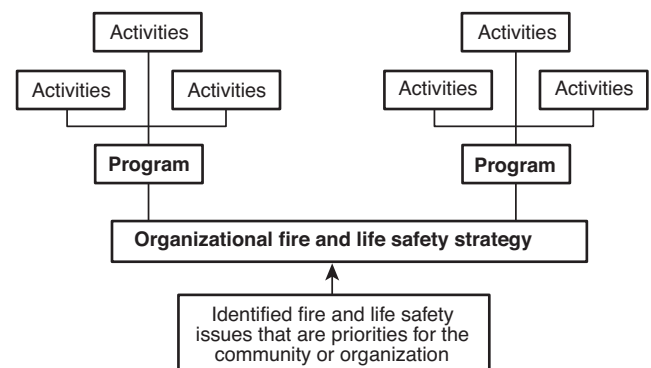 Activities
Activities
Activities
Activities
Activities
Activities
Program
Program
Organizational fire and life safety strategy
Identified fire and life safety
issues that are priorities for the
community or organization